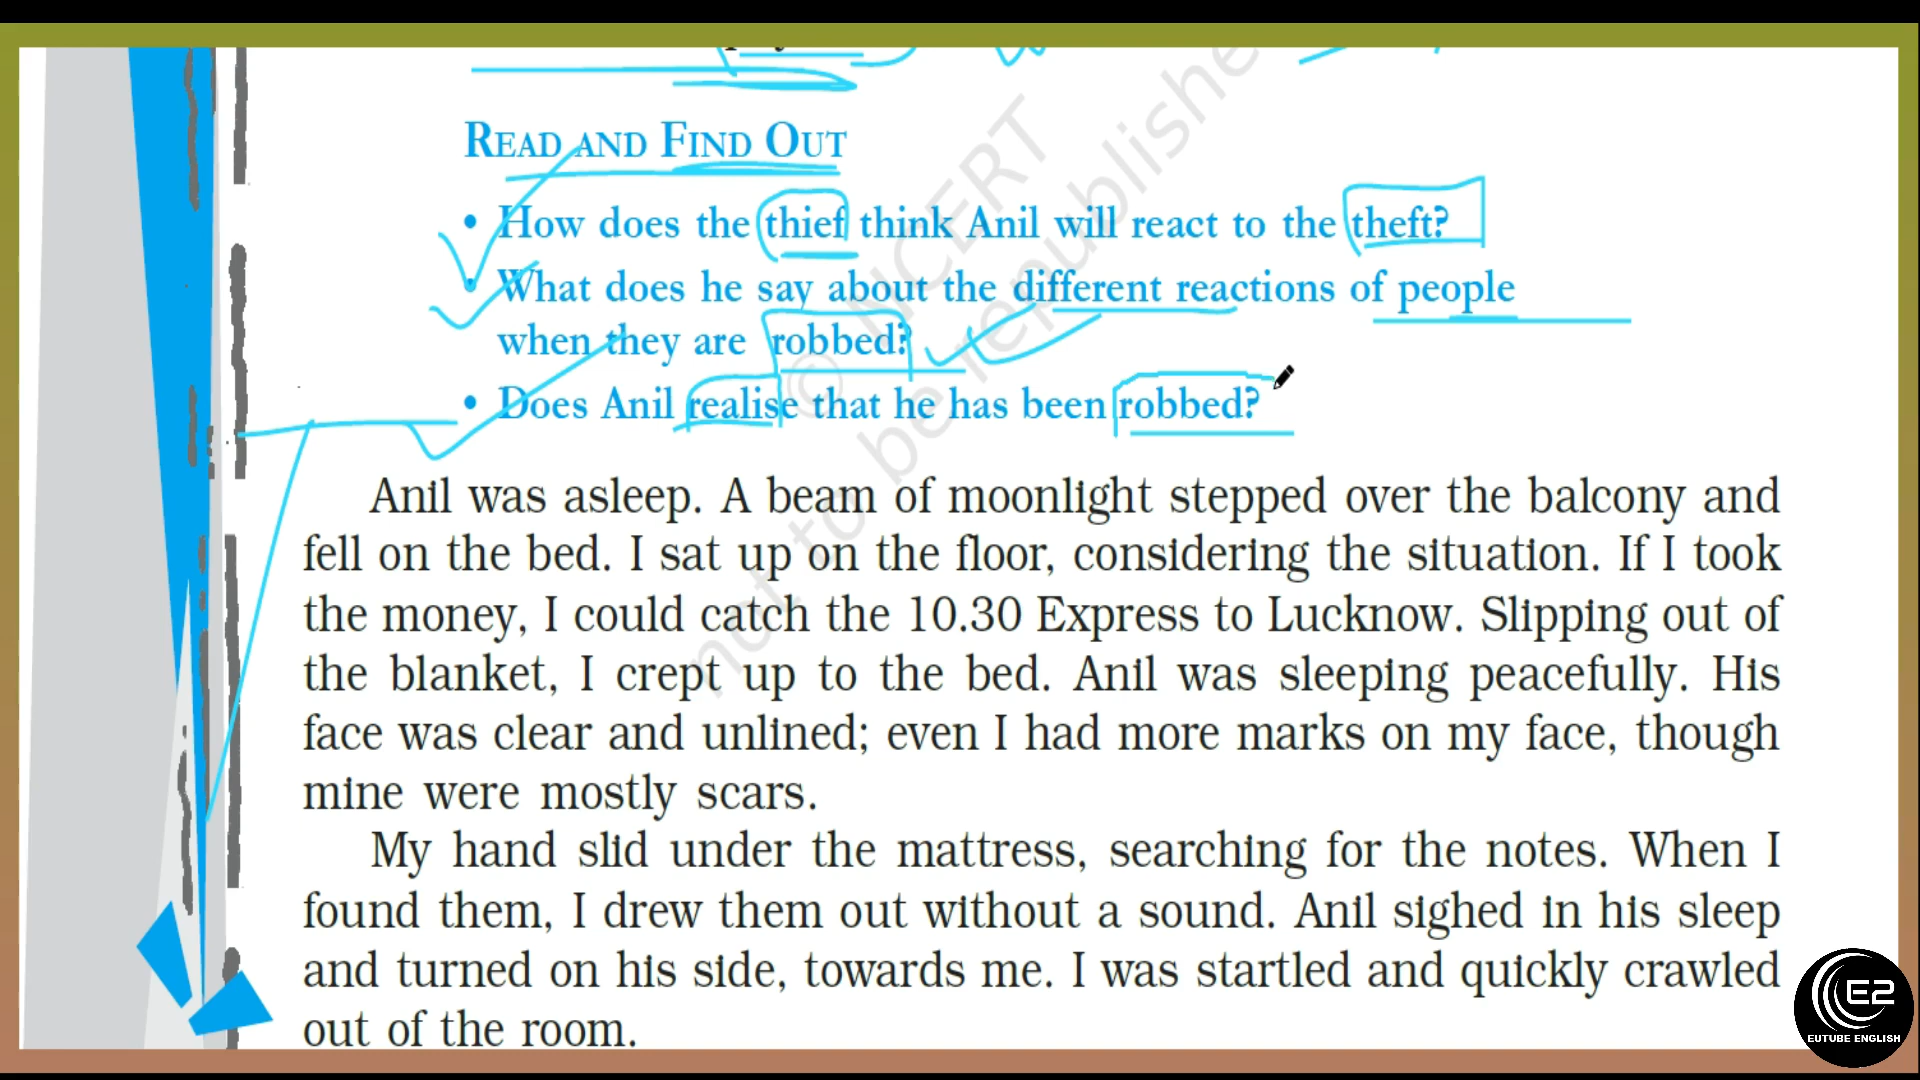 READ AND FIND OUT
• How does the thief think Anil will react to the theft?
• What does he say about the different reactions of people
when they are robbed?
• Does Anil realise that he has been robbed?
Anil was asleep. A beam of moonlight stepped over the balcony and
fell on the bed. I sat up on the floor, considering the situation. If I took
the money, I could catch the 10.30 Express to Lucknow. Slipping out of
the blanket, I crept up to the bed. Anil was sleeping peacefully. His
face was clear and unlined; even I had more marks on my face, though
mine were mostly scars.
My hand slid under the mattress, searching for the notes. When I
found them, I drew them out without a sound. Anil sighed in his sleep
and turned on his side, towards me. I was startled and quickly crawled
out of the room.
© NCERT
not to be republishe
E2
EUTUBE ENGLISH